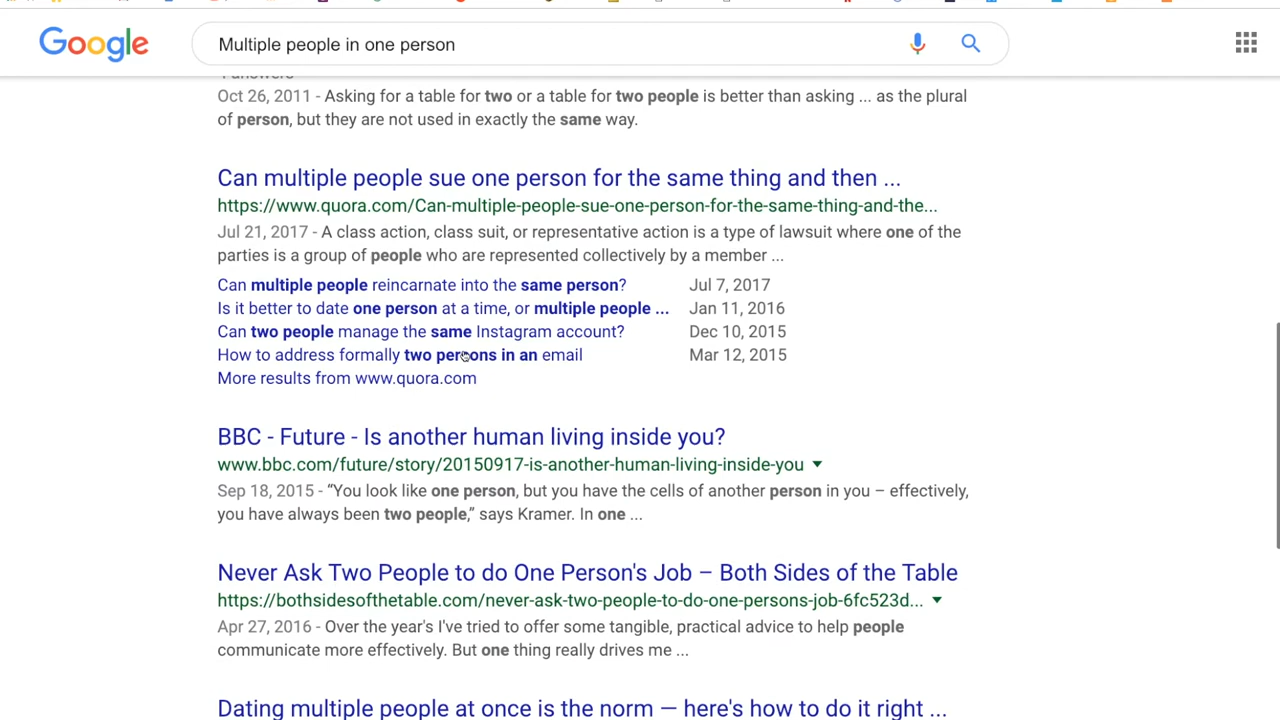 Google
Multiple people in one person
Oct 26, 2011 - Asking for a table for two or a table for two people is better than asking ... as the plural
of person, but they are not used in exactly the same way.
Can multiple people sue one person for the same thing and then ...
https://www.quora.com/Can-multiple-people-sue-one-person-for-the-same-thing-and-the...
Jul 21, 2017 - A class action, class suit, or representative action is a type of lawsuit where one of the
parties is a group of people who are represented collectively by a member ...
Can multiple people reincarnate into the same person? Jul 7, 2017
Is it better to date one person at a time, or multiple people ... Jan 11, 2016
Can two people manage the same Instagram account? Dec 10, 2015
How to address formally two persons in an email Mar 12, 2015
More results from www.quora.com
BBC - Future - Is another human living inside you?
www.bbc.com/future/story/20150917-is-another-human-living-inside-you
Sep 18, 2015 - “You look like one person, but you have the cells of another person in you – effectively,
you have always been two people,” says Kramer. In one ...
Never Ask Two People to do One Person's Job – Both Sides of the Table
https://bothsidesofthetable.com/never-ask-two-people-to-do-one-persons-job-6fc523d...
Apr 27, 2016 - Over the year's I've tried to offer some tangible, practical advice to help people
communicate more effectively. But one thing really drives me ...
Dating multiple people at once is the norm — here's how to do it right ...